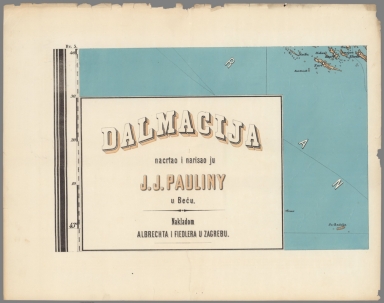 DALMACIJA
nacrtao i narisao ju
J. J. PAULINY
u Beču.
Nakladom
ALBRECHTA I FIEDLERA U ZAGREBU.
R
A
N